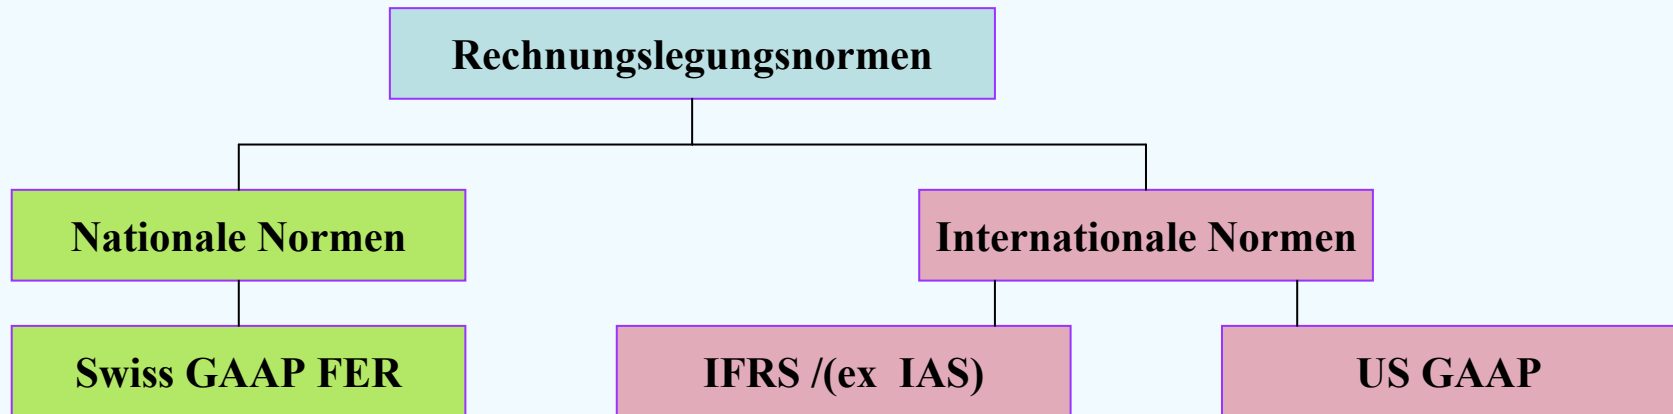 Rechnungslegungsnormen
Nationale Normen
Internationale Normen
Swiss GAAP FER
IFRS /(ex IAS)
US GAAP